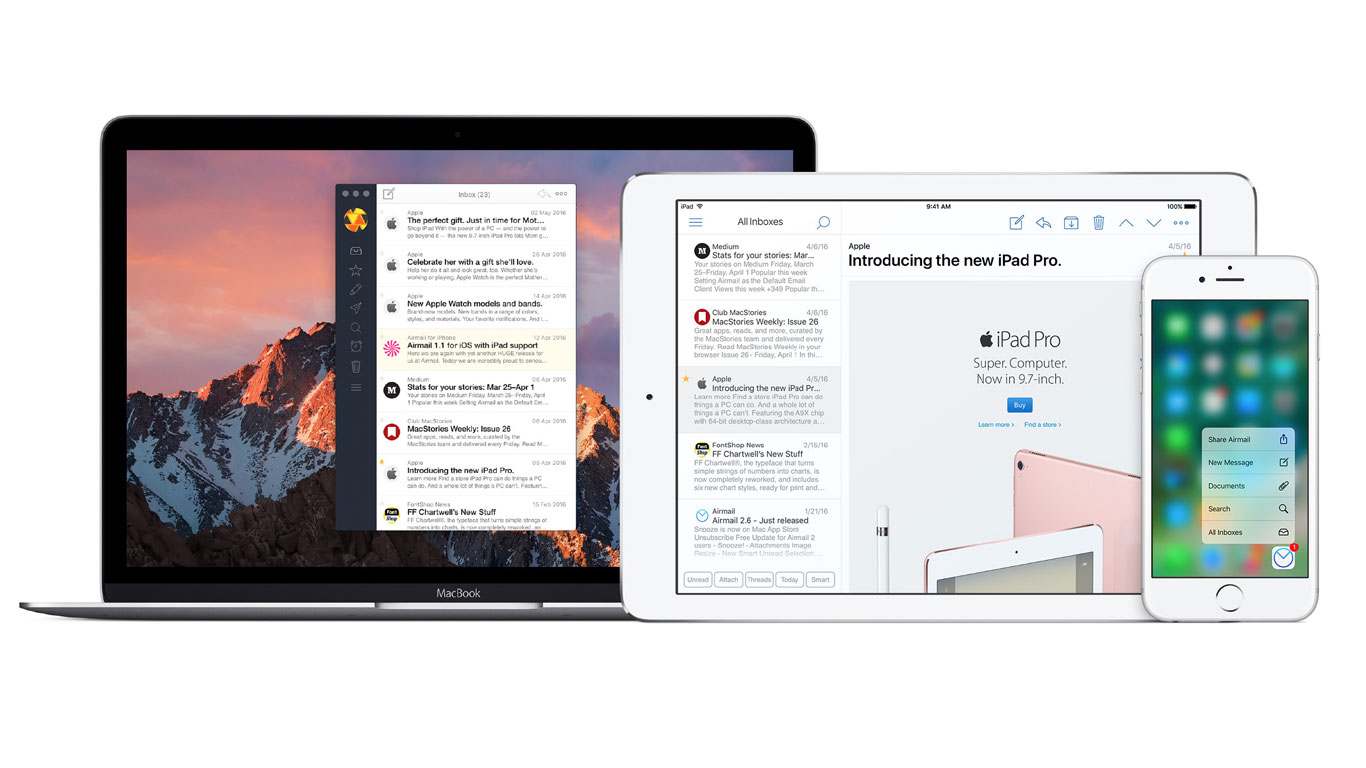 Inbox (23)
Apple
02 May 2016
The perfect gift. Just in time for Mot...
Shop iPad With the power of a PC — and the power to
go beyond it — the new 9.7-inch iPad Pro lets Mom g...
Apple
26 Apr 2016
Celebrate her with a gift she'll love.
Help her do it all and look great, too. Whether she's
working or playing, Apple Watch is the perfect Mother...
Apple
14 Apr 2016
New Apple Watch models and bands.
Brand-new models. New bands in a range of colors,
styles, and materials. Your favorite notifications. And i...
Airmail for iPhone
12 Apr 2016
Airmail 1.1 for iOS with iPad support
Here we are again with yet another HUGE release for
us at Airmail. Today we are incredibly proud to annou...
Medium
06 Apr 2016
Stats for your stories: Mar 25–Apr 1
Your stories on Medium Friday, March 25–Friday, April
1 Popular this week Setting Airmail as the Default Em...
Club MacStories
06 Apr 2016
MacStories Weekly: Issue 26
Great apps, reads, and more, curated by the
MacStories team and delivered every Friday. Read M...
Apple
05 Apr 2016
Introducing the new iPad Pro.
Learn more Find a store iPad Pro can do things a PC
can do. And a whole lot of things a PC can't. Featurin...
Font
Shop
FontShop News
15 Feb 2016
FF Chartwell's New Stuff
FF Chartwell®, the typeface that turns simple strings of
numbers into charts, is now completely reworked, an...
MacBook
iPad
9:41 AM
100%
All Inboxes
Medium
4/6/16
Stats for your stories: Mar...
Your stories on Medium Friday, March
25–Friday, April 1 Popular this week
Setting Airmail as the Default Email
Client Views this week +349 Popular th...
Club MacStories
4/6/16
MacStories Weekly: Issue 26
Great apps, reads, and more, curated by
the MacStories team and delivered every
Friday. Read MacStories Weekly in your
browser Issue 26 - Friday, April 1 In thi...
Apple
4/5/16
Introducing the new iPad Pr...
Learn more Find a store iPad Pro can do
things a PC can do. And a whole lot of
things a PC can't. Featuring the A9X chip
with 64-bit desktop-class architecture a...
Font
Shop
FontShop News
2/15/16
FF Chartwell's New Stuff
FF Chartwell®, the typeface that turns
simple strings of numbers into charts, is
now completely reworked, and includes
six new chart styles, ready for print and...
Airmail
1/21/16
Airmail 2.6 - Just released
Snooze is now on Mac App Store
Unsubscribe Free Update for Airmail 2
users - Snooze! - Attachments Image
Resize - New Smart Unread Selection...
Unread
Attach
Threads
Today
Smart
Apple
4/5/16
Introducing the new iPad Pro.
iPad Pro
Super. Computer.
Now in 9.7-inch.
Buy
Learn more ›
Find a store ›
Share Airmail
New Message
Documents
Search
All Inboxes
1